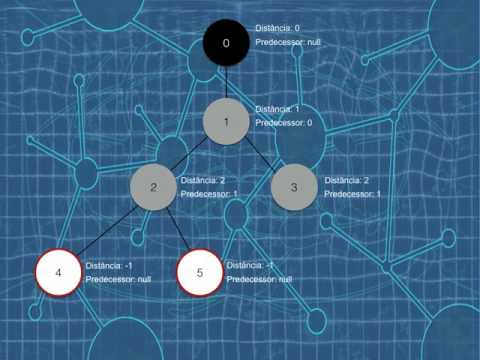 0
Distância: 0
Predecessor: null
1
Distância: 1
Predecessor: 0
2
Distância: 2
Predecessor: 1
3
Distância: 2
Predecessor: 1
4
Distância: -1
Predecessor: null
5
Distância: -1
Predecessor: null